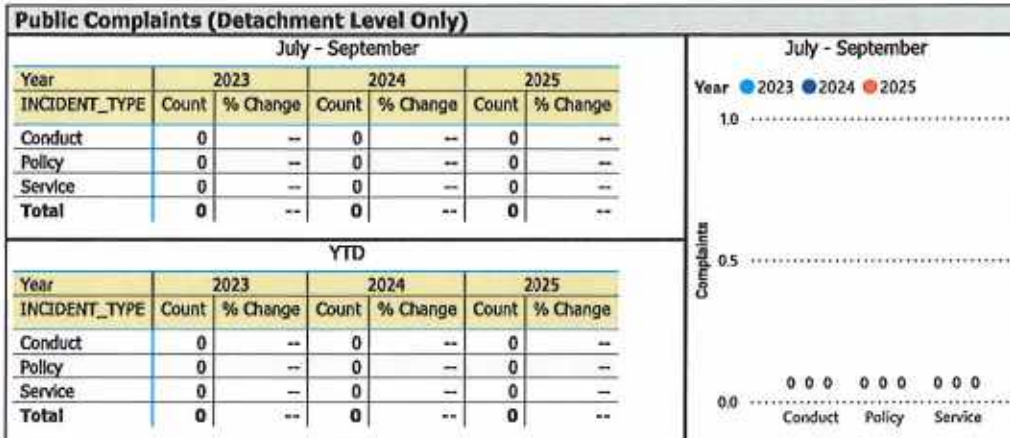 Public Complaints (Detachment Level Only)
July - September
Year 2023 2024 2025
INCIDENT_TYPE Count % Change Count % Change Count % Change
Conduct 0 -- 0 -- 0 --
Policy 0 -- 0 -- 0 --
Service 0 -- 0 -- 0 --
Total 0 -- 0 -- 0 --
YTD
Year 2023 2024 2025
INCIDENT_TYPE Count % Change Count % Change Count % Change
Conduct 0 -- 0 -- 0 --
Policy 0 -- 0 -- 0 --
Service 0 -- 0 -- 0 --
Total 0 -- 0 -- 0 --
July - September
Year 2023 2024 2025
1.0
Complaints
0.5
0 0 0 0 0 0 0 0 0
0.0
Conduct Policy Service